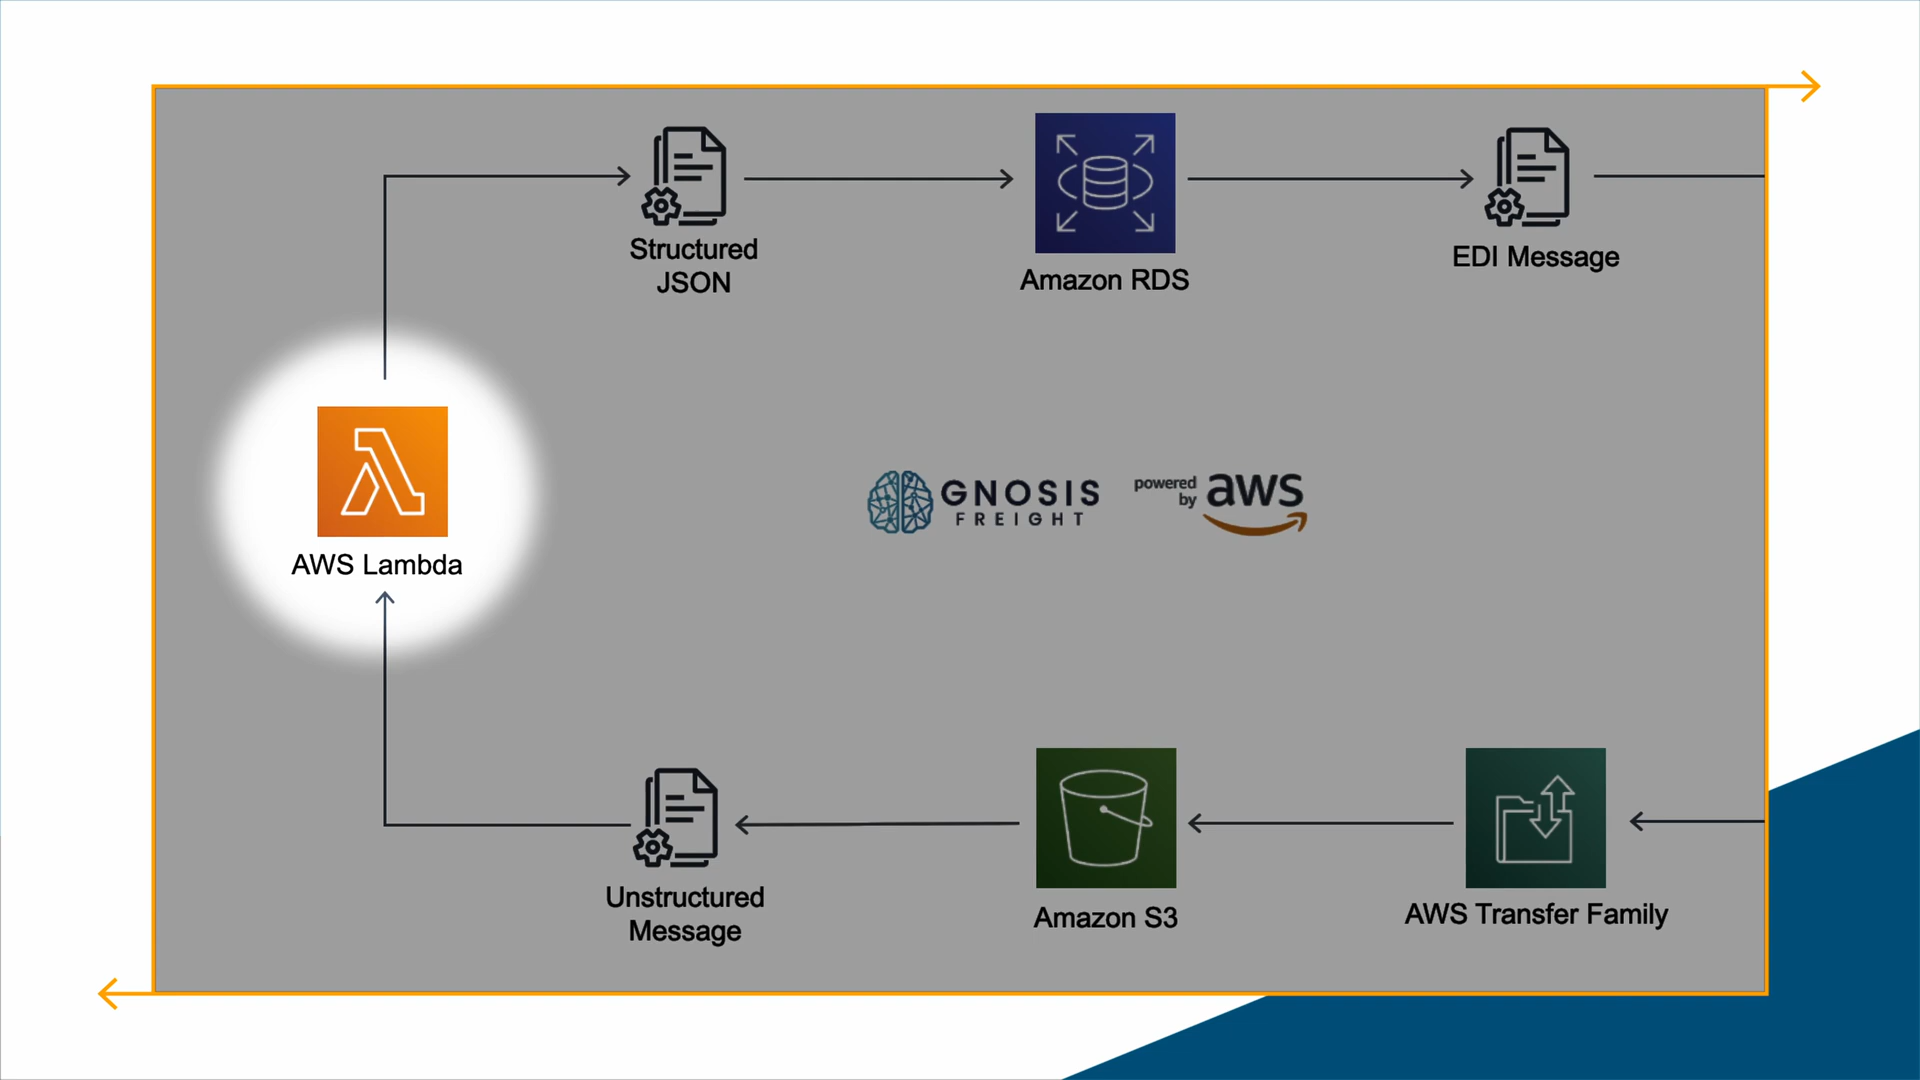 Structured
JSON
Amazon RDS
EDI Message
AWS Lambda
GNOSIS
FREIGHT
powered
by
aws
Unstructured
Message
Amazon S3
AWS Transfer Family